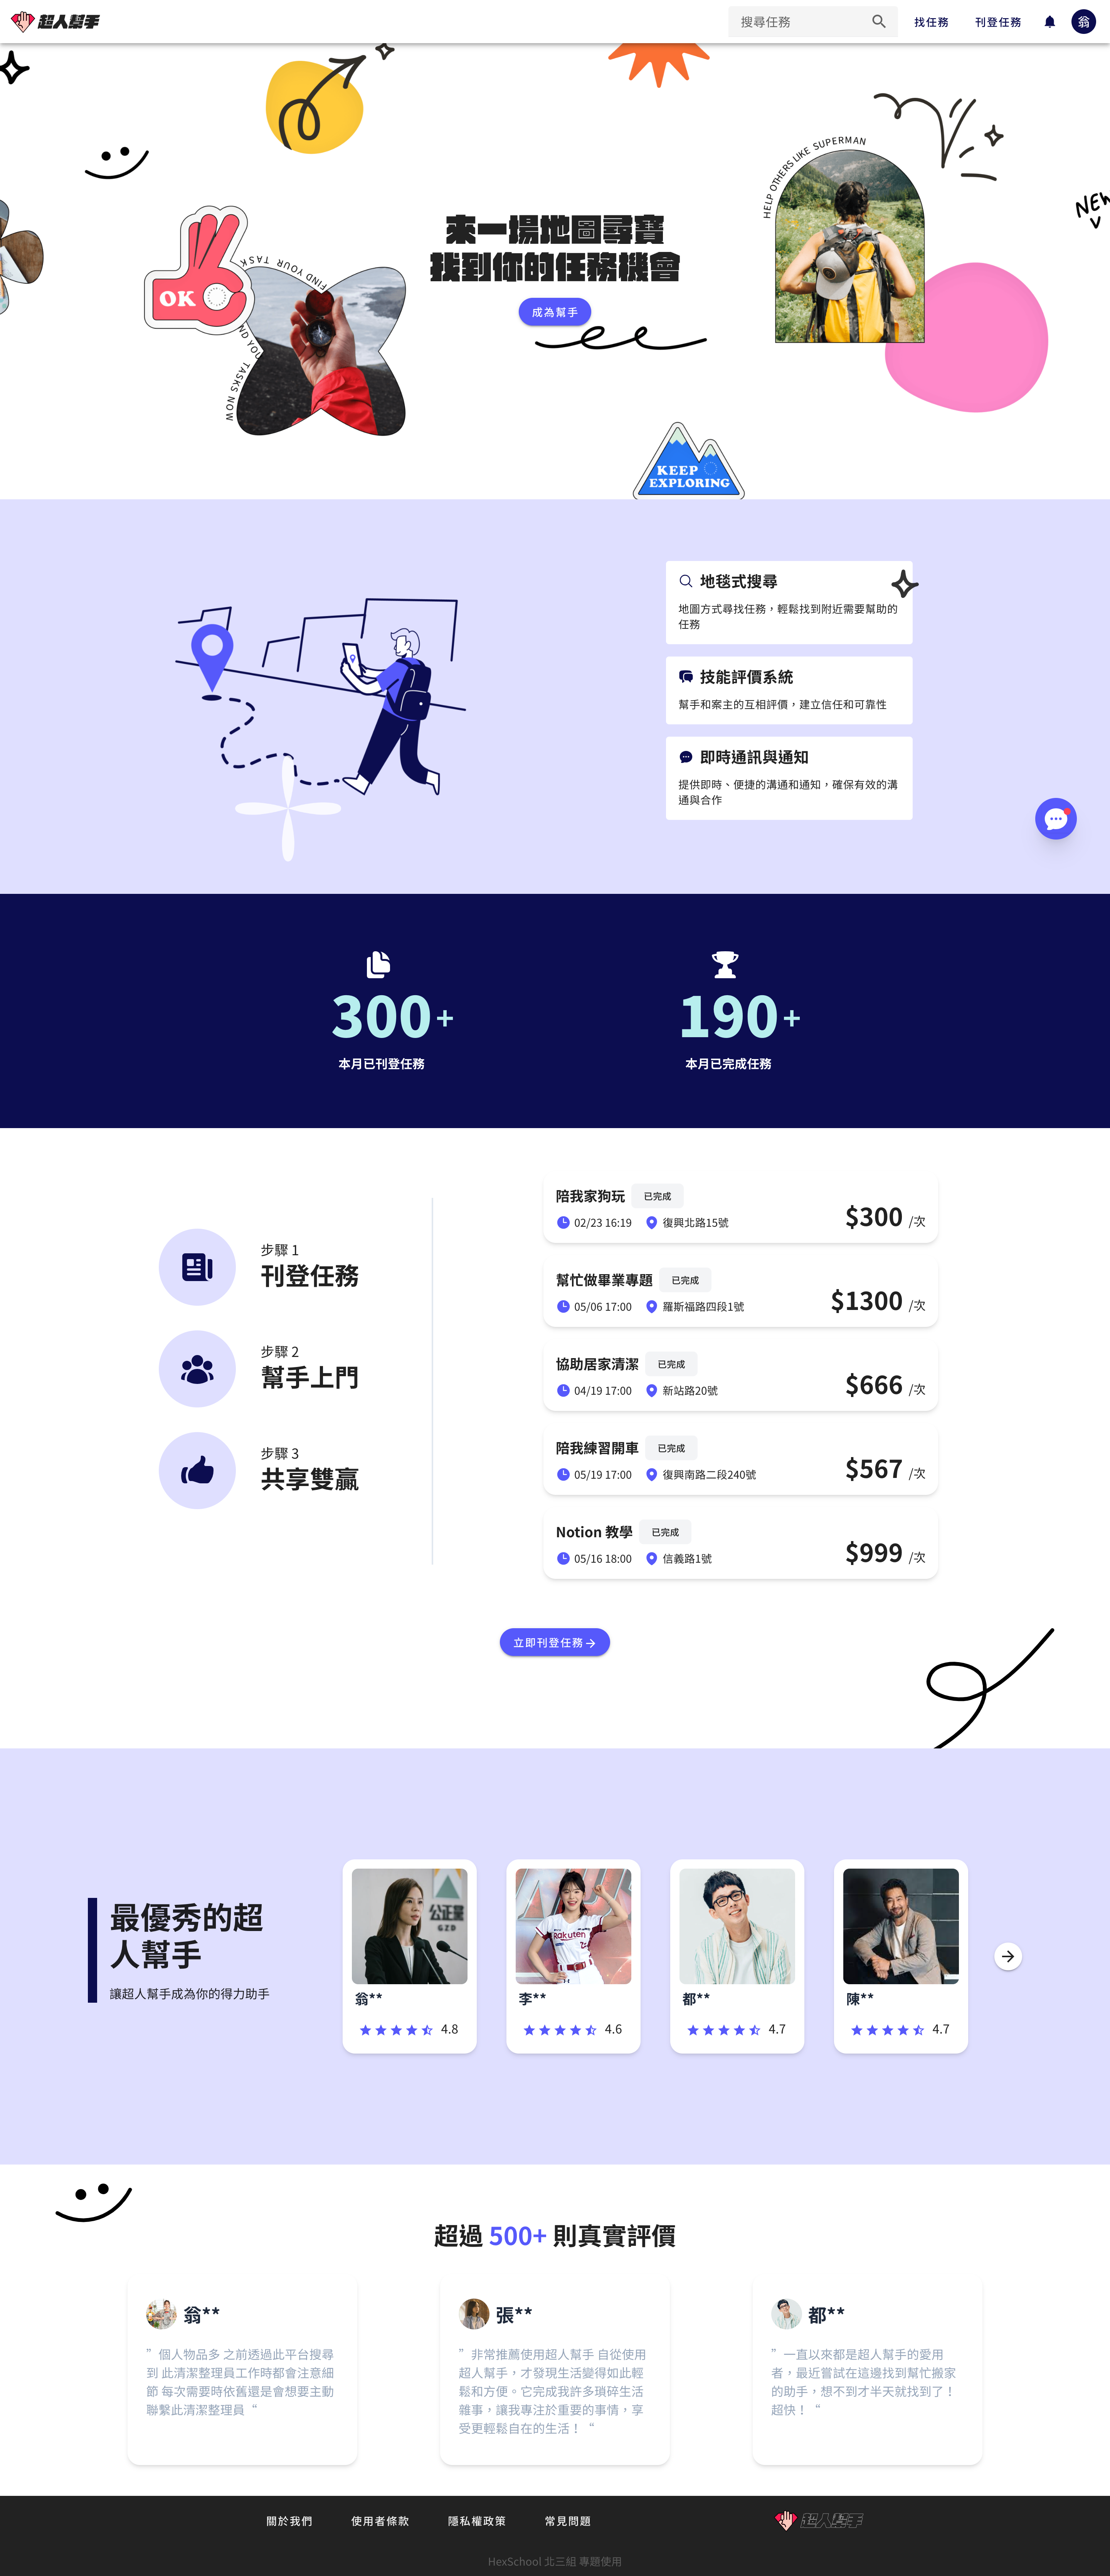 超人幫手
搜尋任務
找任務
刊登任務
翁
HELP OTHERS LIKE SUPERMAN
NEW
來一場地圖尋寶
找到你的任務機會
成為幫手
OK
FIND YOUR TASK
AND YOU TASKS NOW
KEEP
EXPLORING
地毯式搜尋
地圖方式尋找任務,輕鬆找到附近需要幫助的
任務
技能評價系統
幫手和案主的互相評價,建立信任和可靠性
即時通訊與通知
提供即時、便捷的溝通和通知,確保有效的溝
通與合作
300+
本月已刊登任務
190+
本月已完成任務
步驟 1
刊登任務
步驟 2
幫手上門
步驟 3
共享雙贏
陪我家狗玩 已完成
02/23 16:19 復興北路15號
$300 /次
幫忙做畢業專題 已完成
05/06 17:00 羅斯福路四段1號
$1300 /次
協助居家清潔 已完成
04/19 17:00 新站路20號
$666 /次
陪我練習開車 已完成
05/19 17:00 復興南路二段240號
$567 /次
Notion 教學 已完成
05/16 18:00 信義路1號
$999 /次
立即刊登任務
最優秀的超
人幫手
讓超人幫手成為你的得力助手
公正量
GZD
翁**
4.8
Rakuten
李**
4.6
都**
4.7
陳**
4.7
超過 500+ 則真實評價
翁**
”個人物品多 之前透過此平台搜尋
到 此清潔整理員工作時都會注意細
節 每次需要時依舊還是會想要主動
聯繫此清潔整理員“
張**
”非常推薦使用超人幫手 自從使用
超人幫手,才發現生活變得如此輕
鬆和方便。它完成我許多瑣碎生活
雜事,讓我專注於重要的事情,享
受更輕鬆自在的生活!“
都**
”一直以來都是超人幫手的愛用
者,最近嘗試在這邊找到幫忙搬家
的助手,想不到才半天就找到了!
超快!“
關於我們
使用者條款
隱私權政策
常見問題
超人幫手
HexSchool 北三組 專題使用